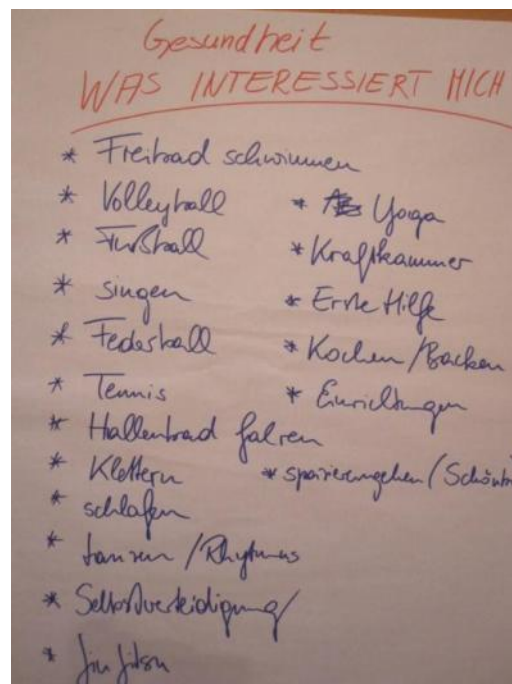 Gesundheit
WAS INTERESSIERT MICH
* Freibad schwimmen
* Volleyball
* Fußball
* singen
* Federball
* Tennis
* Hallenbad fahren
* Klettern
* schlafen
* tanzen / Rhytmus
* Selbstverteidigung
* Jiu Jitsu
* Yoga
* Kraftkammer
* Erste Hilfe
* Kochen / Backen
* Einrichtungen
* spazierengehen (